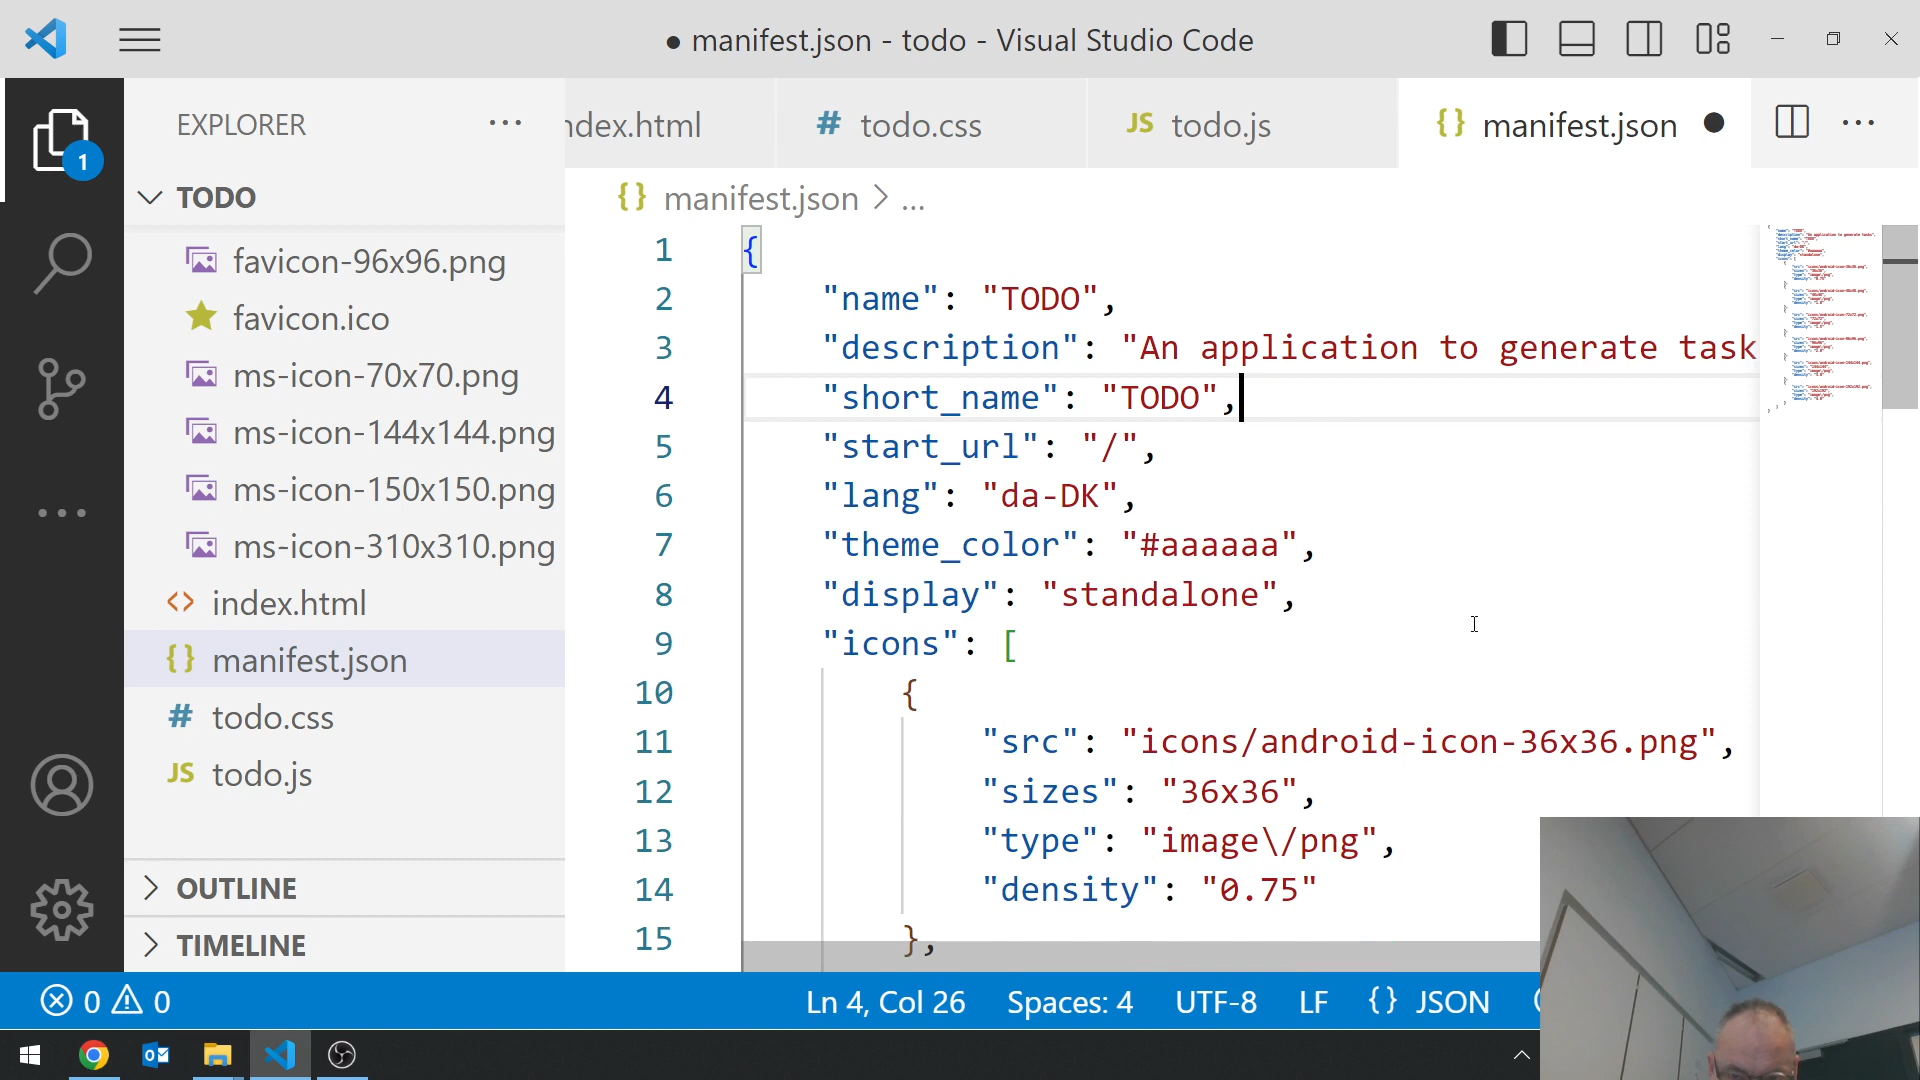 ● manifest.json - todo - Visual Studio Code
EXPLORER
1
TODO
favicon-96x96.png
favicon.ico
ms-icon-70x70.png
ms-icon-144x144.png
ms-icon-150x150.png
ms-icon-310x310.png
<> index.html
{} manifest.json
# todo.css
JS todo.js
OUTLINE
TIMELINE
ndex.html
# todo.css
JS todo.js
{} manifest.json ●
{} manifest.json > ...
1 {
2 "name": "TODO",
3 "description": "An application to generate task
4 "short_name": "TODO",
5 "start_url": "/",
6 "lang": "da-DK",
7 "theme_color": "#aaaaaa",
8 "display": "standalone",
9 "icons": [
10 {
11 "src": "icons/android-icon-36x36.png",
12 "sizes": "36x36",
13 "type": "image\/png",
14 "density": "0.75"
15 },
0 0
Ln 4, Col 26
Spaces: 4
UTF-8
LF
{} JSON